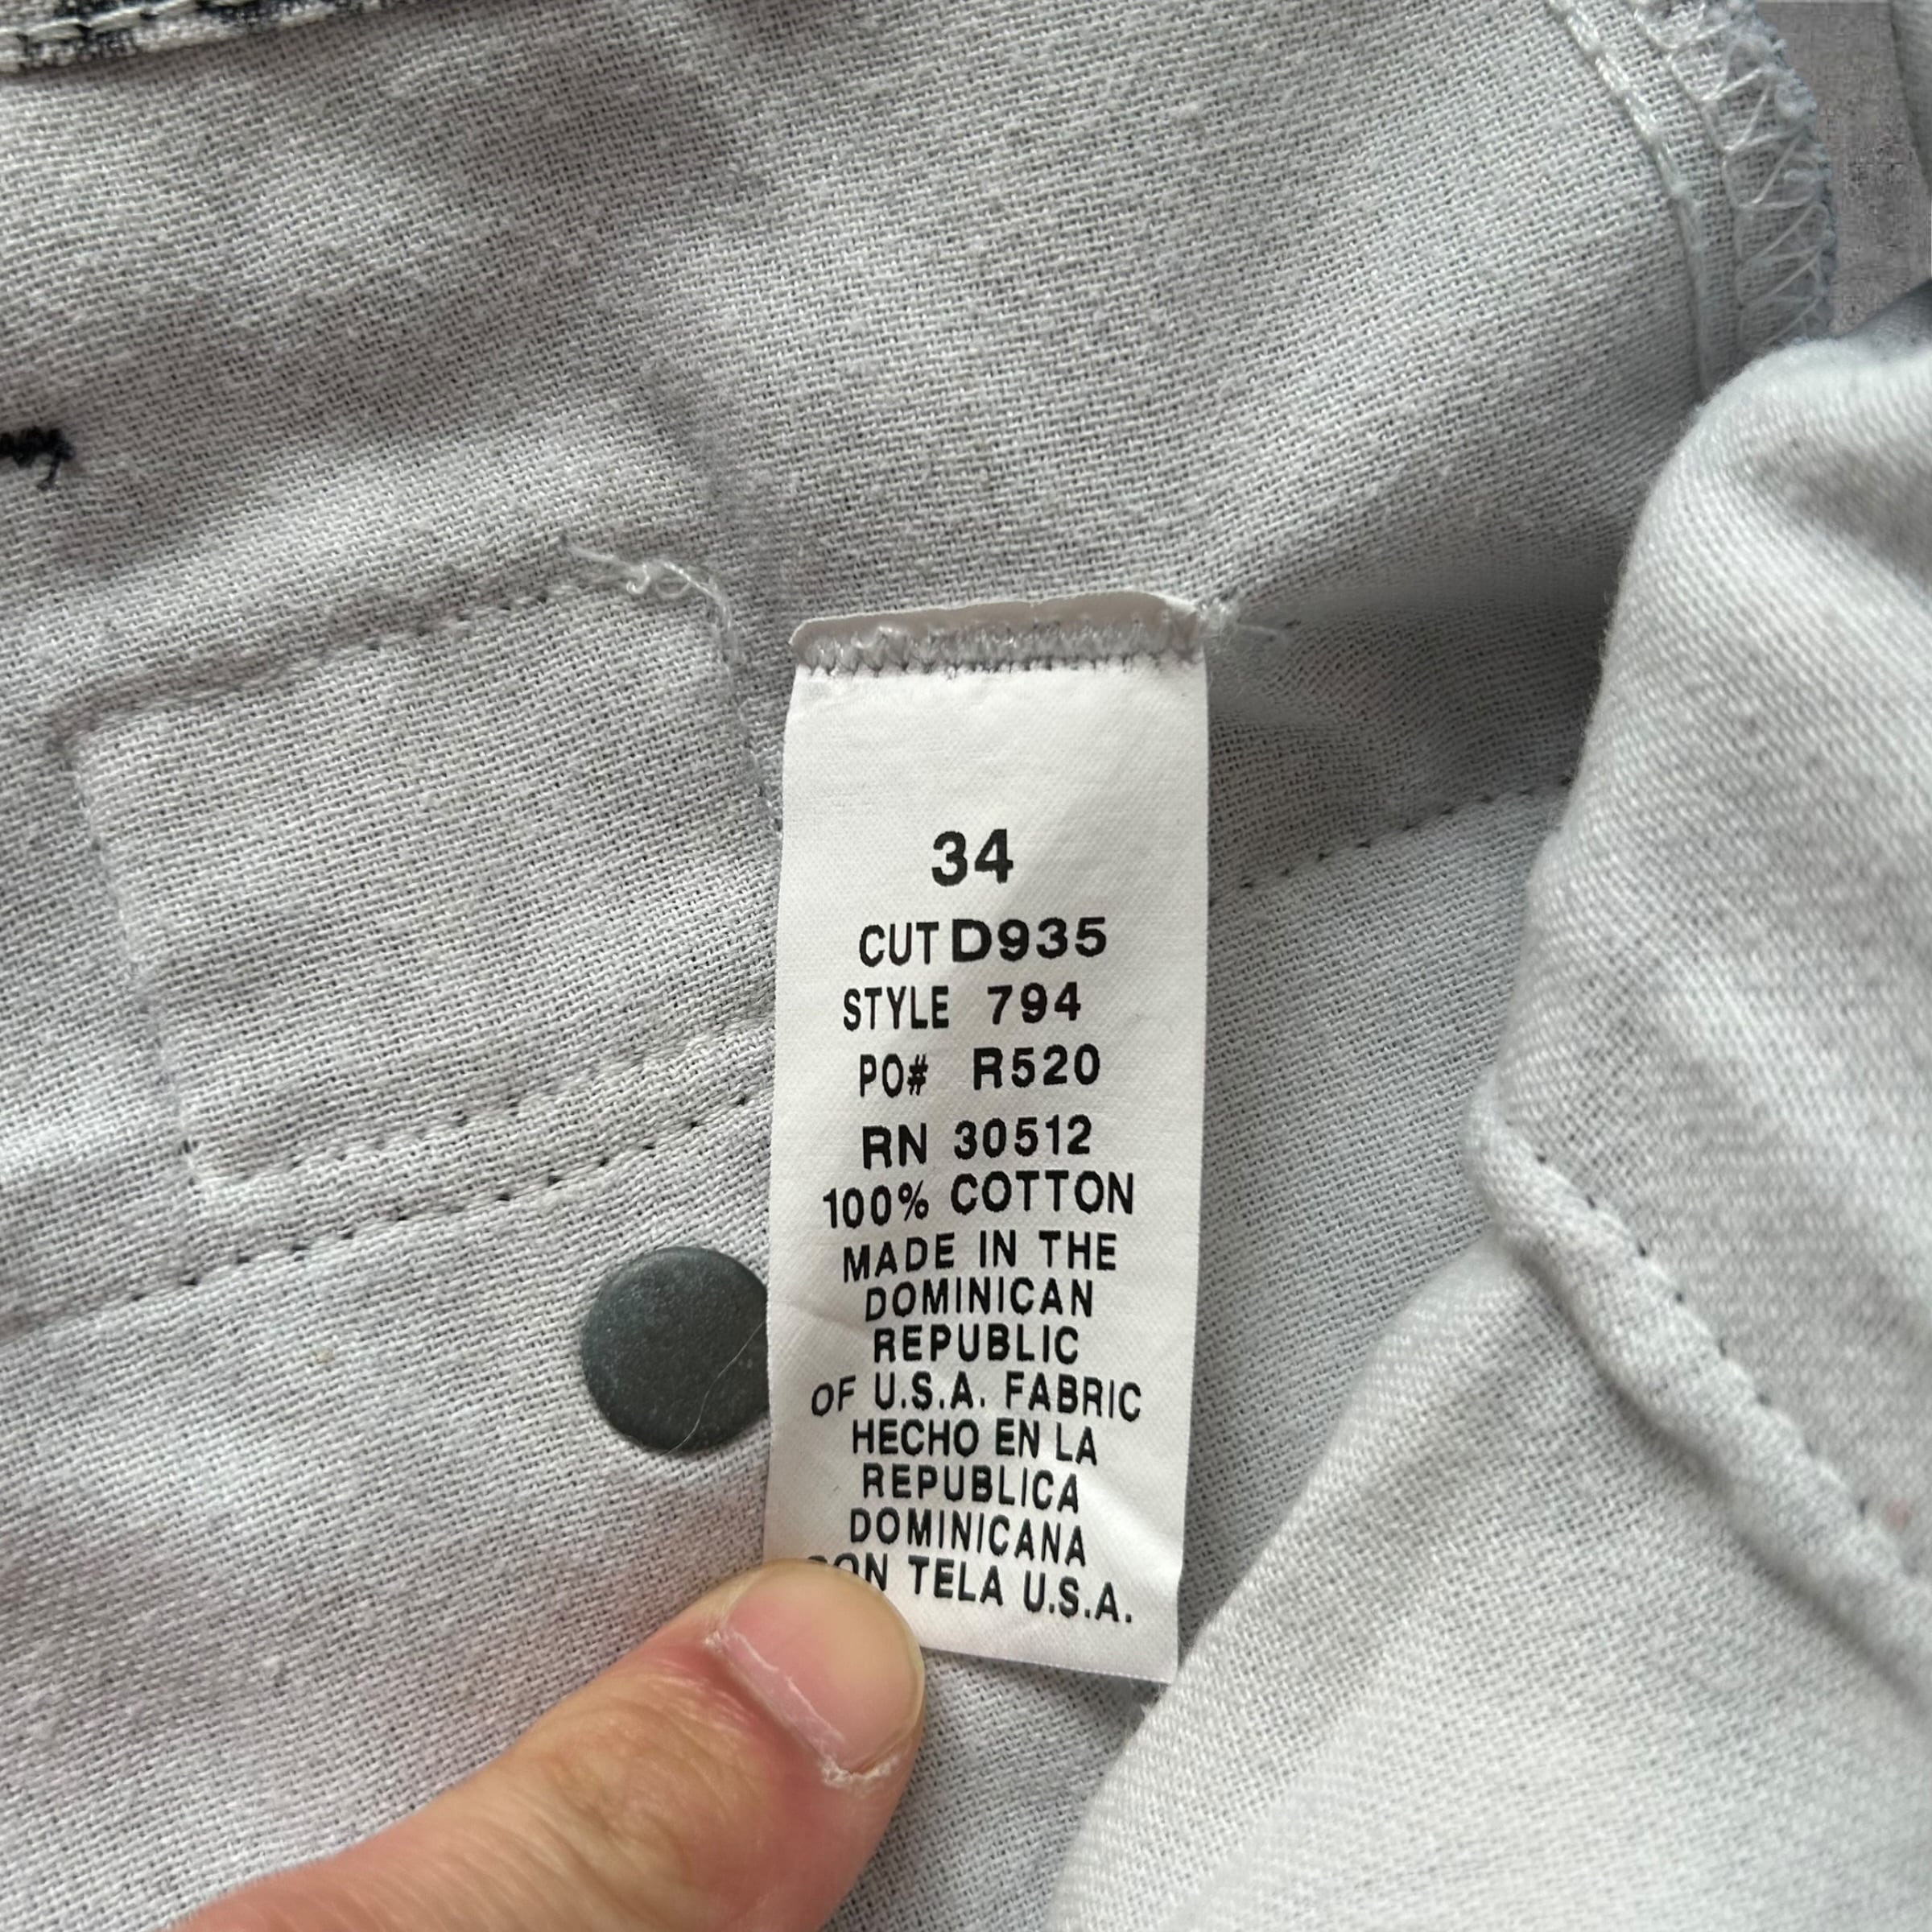 34
CUT D935
STYLE 794
PO# R520
RN 30512
100% COTTON
MADE IN THE
DOMINICAN
REPUBLIC
OF U.S.A. FABRIC
HECHO EN LA
REPUBLICA
DOMINICANA
TELA U.S.A.